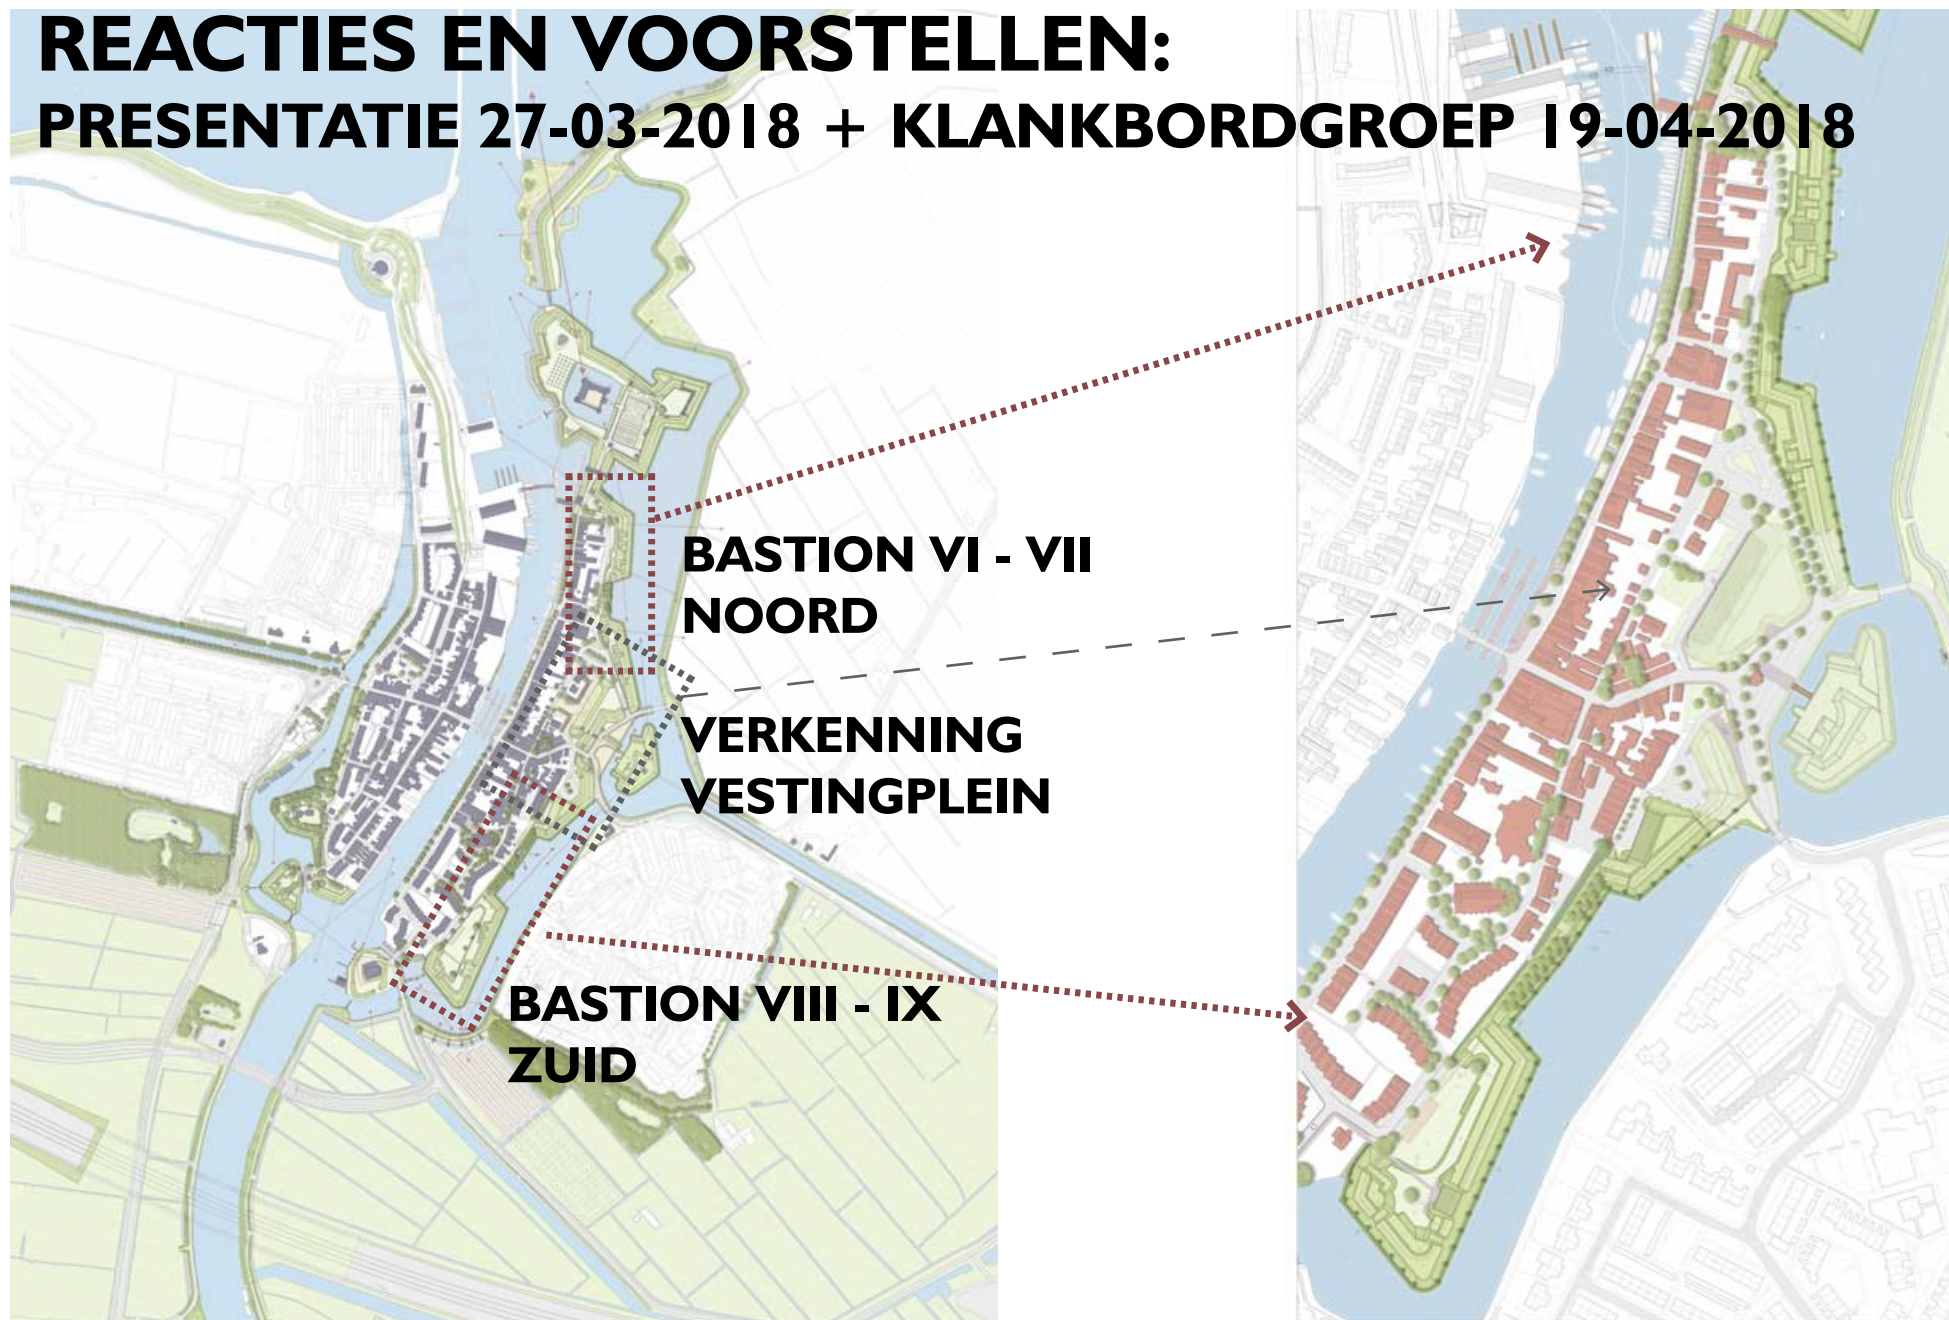 REACTIES EN VOORSTELLEN:
PRESENTATIE 27-03-2018 + KLANKBORDGROEP 19-04-2018
BASTION VI - VII
NOORD
VERKENNING
VESTINGPLEIN
BASTION VIII - IX
ZUID